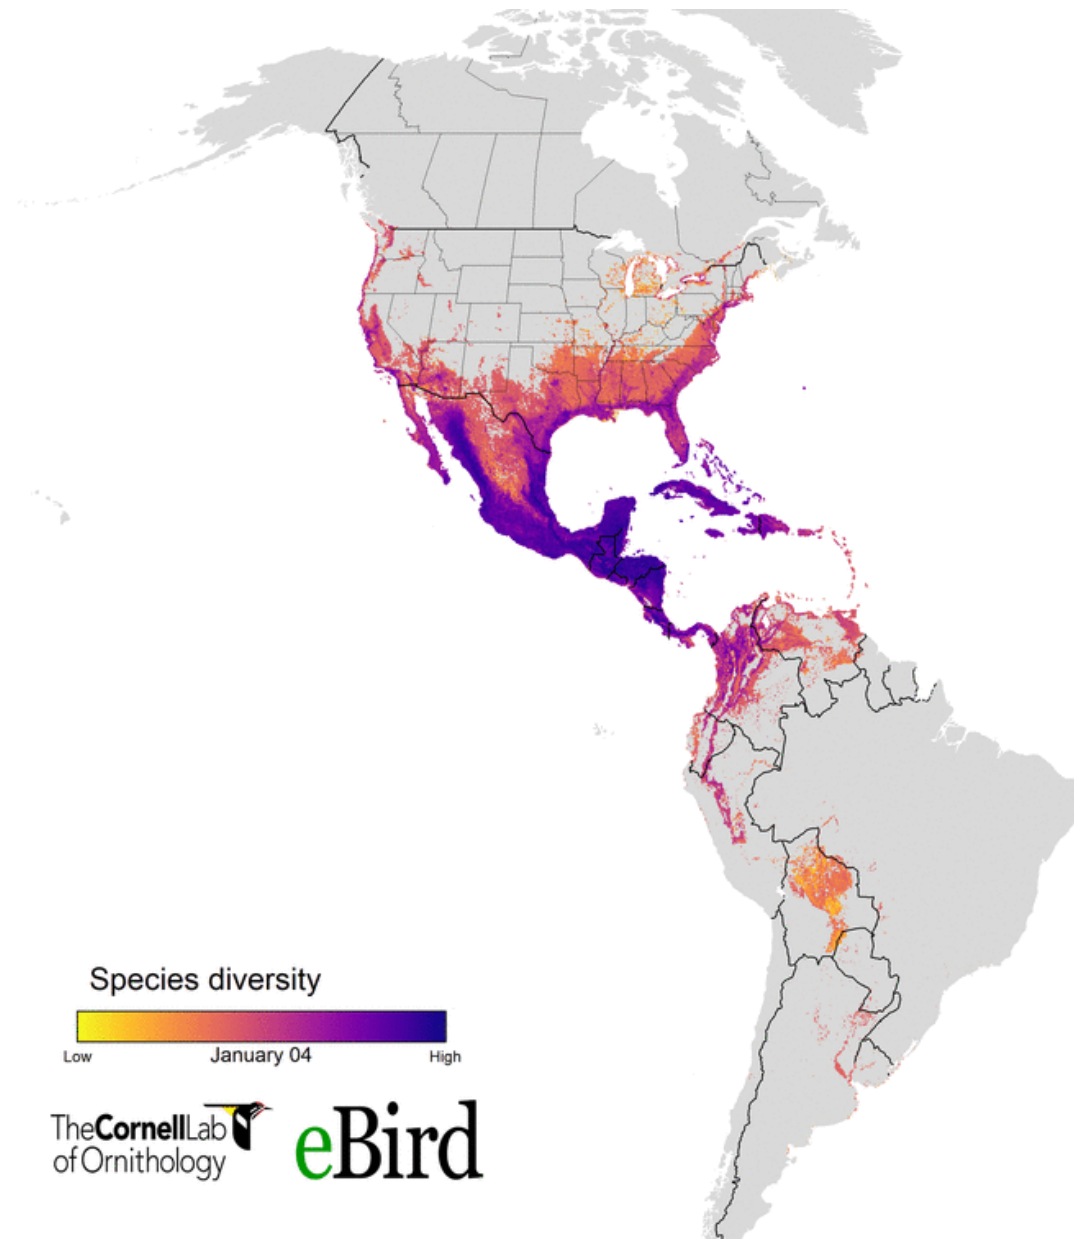 Species diversity
Low January 04 High
TheCornellLab
of Ornithology
eBird